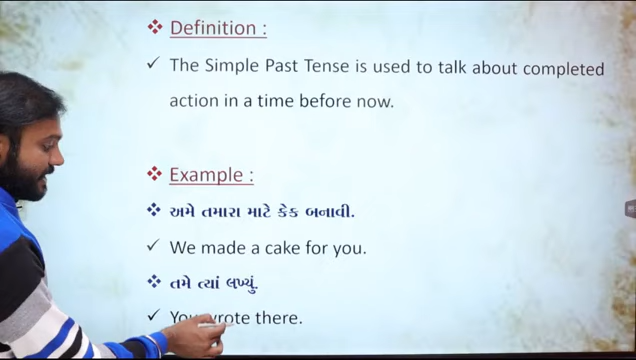 Definition :
The Simple Past Tense is used to talk about completed
action in a time before now.
Example :
અમે તમારા માટે કેક બનાવી.
We made a cake for you.
તમે ત્યાં લખ્યું.
You wrote there.